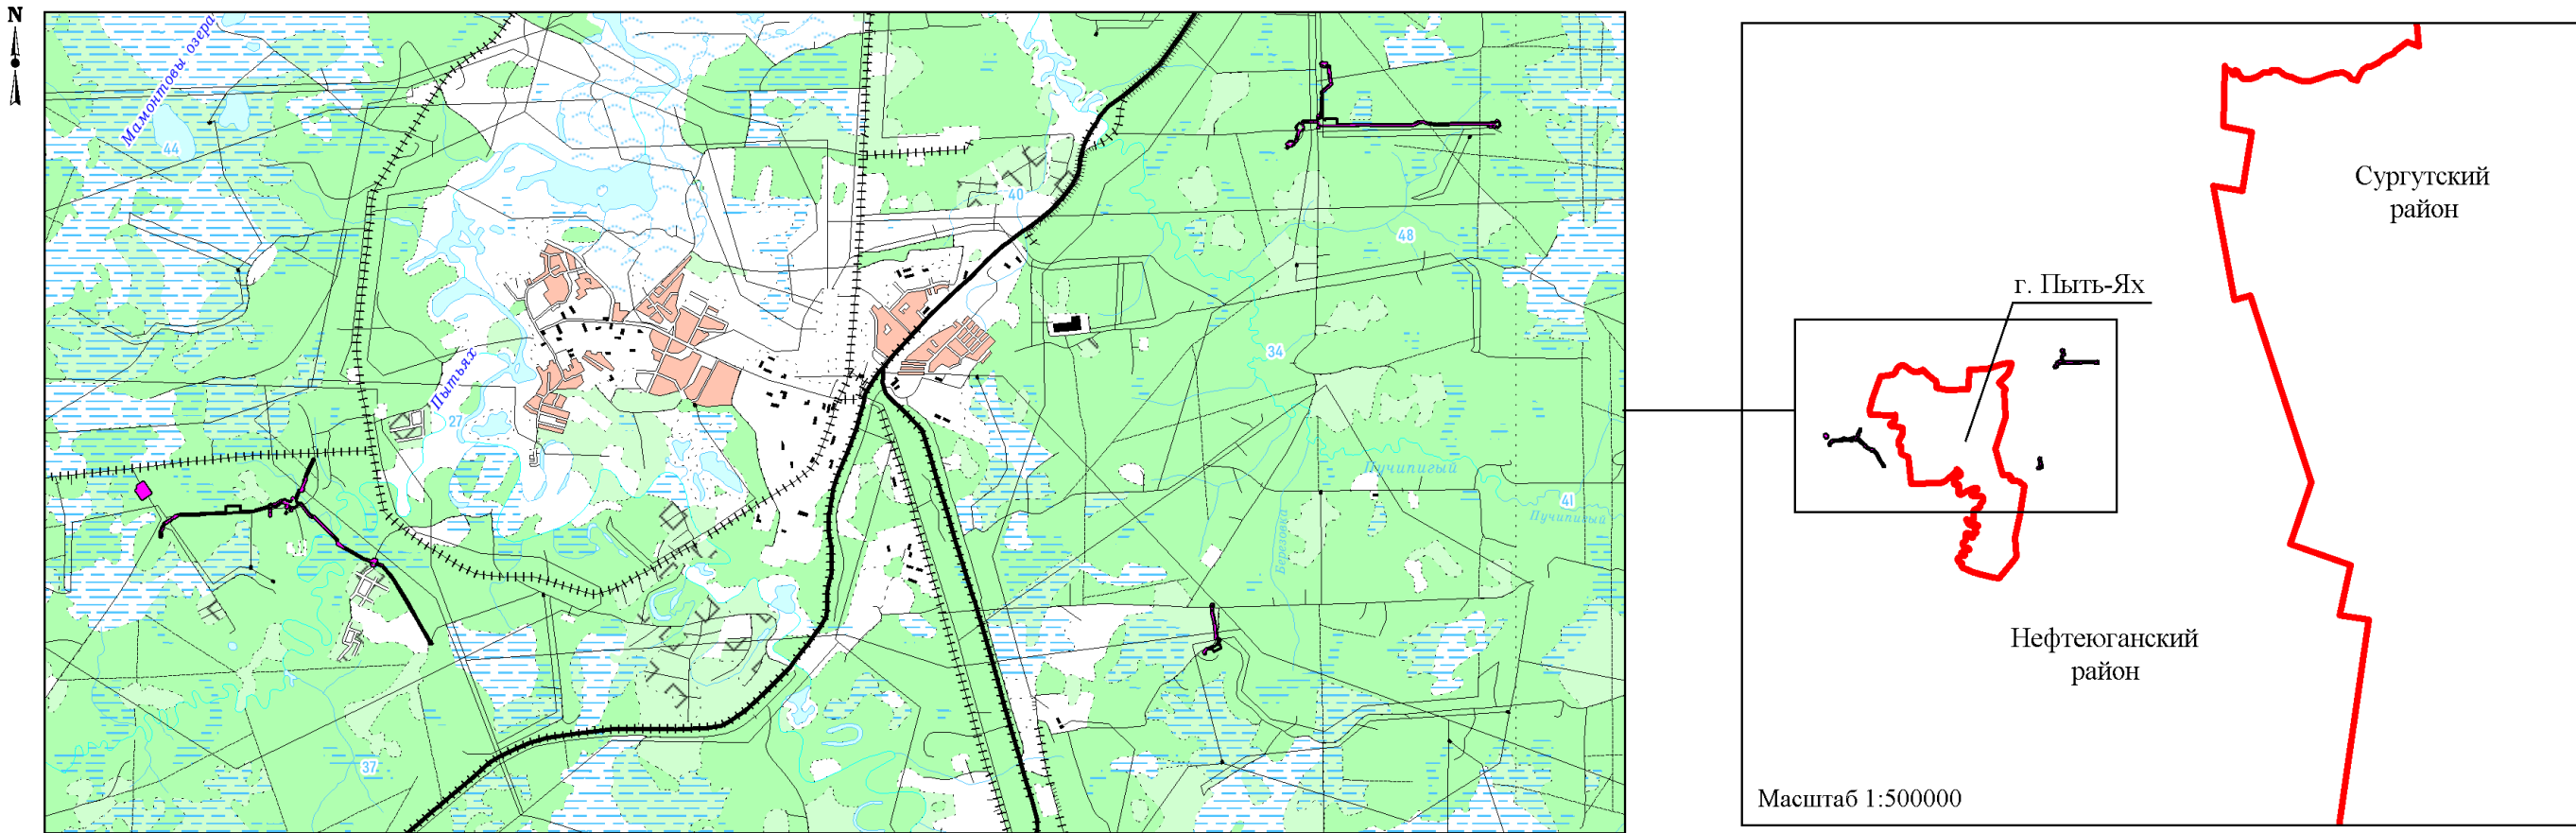 N
Мамонтовы озера
44
40
48
34
Пытьях
27
Пучипигый
41
Пучипигый
Березовка
37
Сургутский
район
г. Пыть-Ях
Нефтеюганский
район
Масштаб 1:500000